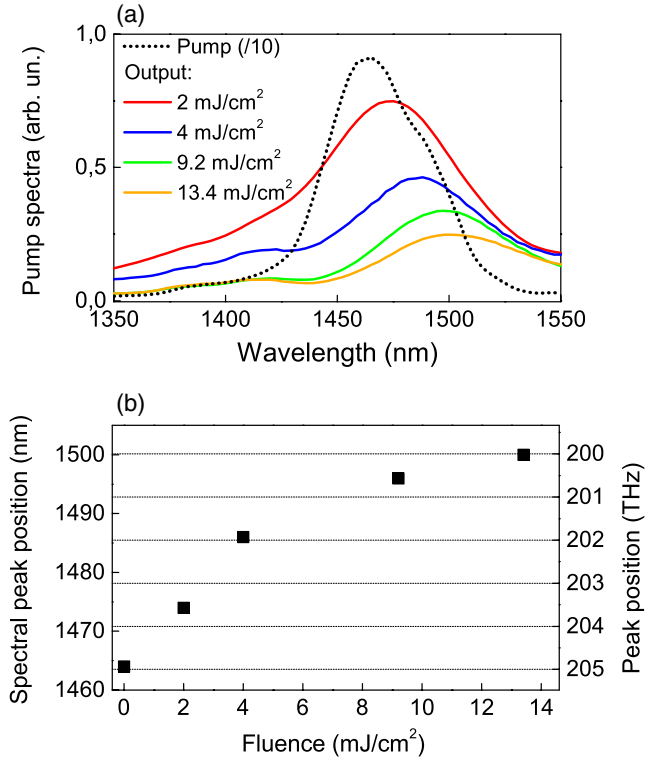 (a)
1,0
0,5
0,0
Pump spectra (arb. un.)
Pump (/10)
Output:
2 mJ/cm²
4 mJ/cm²
9.2 mJ/cm²
13.4 mJ/cm²
1350 1400 1450 1500 1550
Wavelength (nm)
(b)
Spectral peak position (nm)
1500
1490
1480
1470
1460
200
201
202
203
204
205
Peak position (THz)
0 2 4 6 8 10 12 14
Fluence (mJ/cm²)